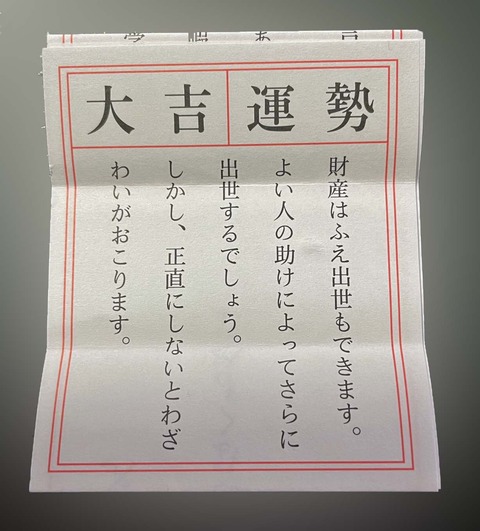 勢運 吉大
財産はふえ出世もできます。
よい人の助けによってさらに
出世するでしょう。
しかし、正直にしないとわざ
わいがおこります。